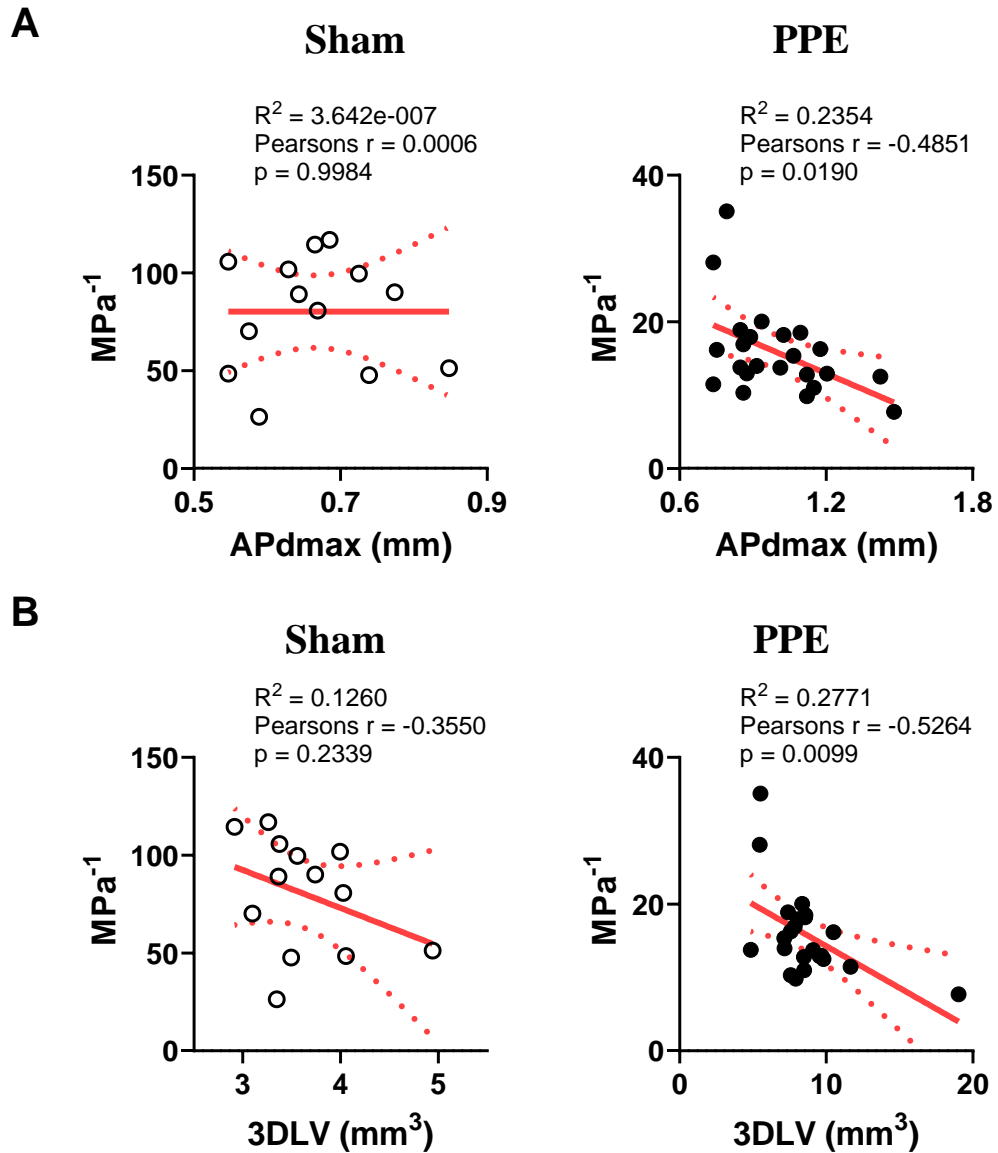 A
Sham
PPE
R² = 3.642e-007
Pearsons r = 0.0006
p = 0.9984
R² = 0.2354
Pearsons r = -0.4851
p = 0.0190
150
100
50
0
MPa⁻¹
0.5
0.7
0.9
APdmax (mm)
40
20
0
MPa⁻¹
0.6
1.2
1.8
APdmax (mm)
B
Sham
PPE
R² = 0.1260
Pearsons r = -0.3550
p = 0.2339
R² = 0.2771
Pearsons r = -0.5264
p = 0.0099
150
100
50
0
MPa⁻¹
3
4
5
3DLV (mm³)
40
20
0
MPa⁻¹
0
10
20
3DLV (mm³)